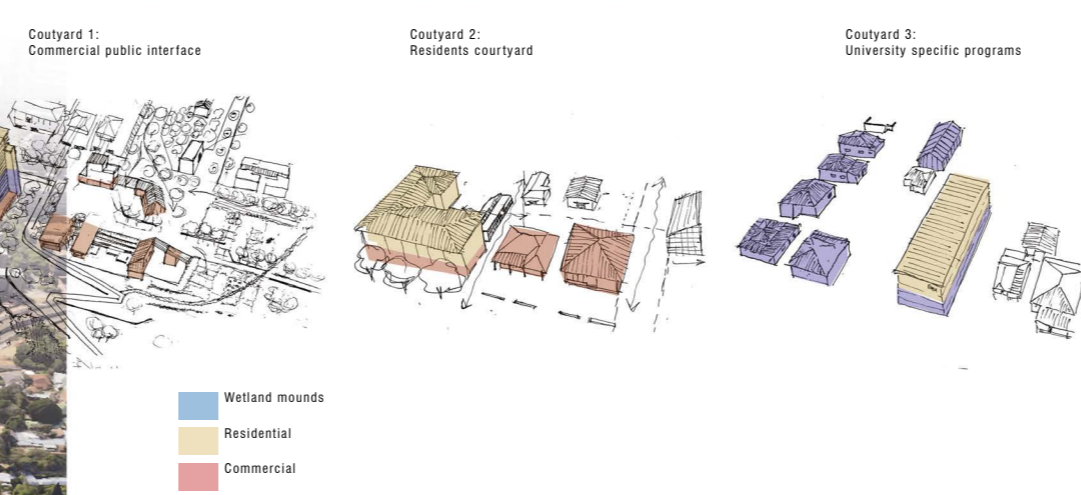 Coutyard 1:
Commercial public interface
Coutyard 2:
Residents courtyard
Coutyard 3:
University specific programs
Wetland mounds
Residential
Commercial